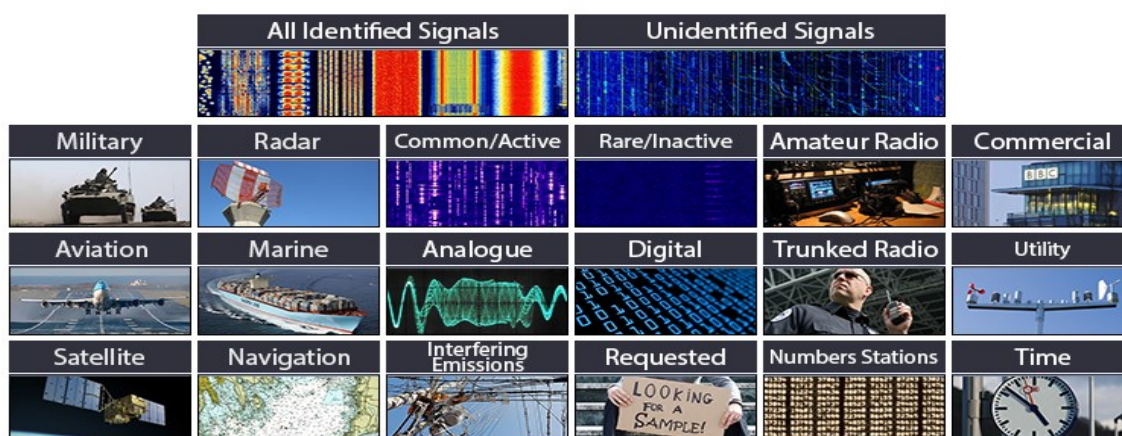 All Identified Signals
Unidentified Signals
Military
Radar
Common/Active
Rare/Inactive
Amateur Radio
Commercial
BBC
Aviation
Marine
Analogue
Digital
Trunked Radio
Utility
Satellite
Navigation
Interfering
Emissions
Requested
LOOKING
FOR A
SAMPLE!
Numbers Stations
Time